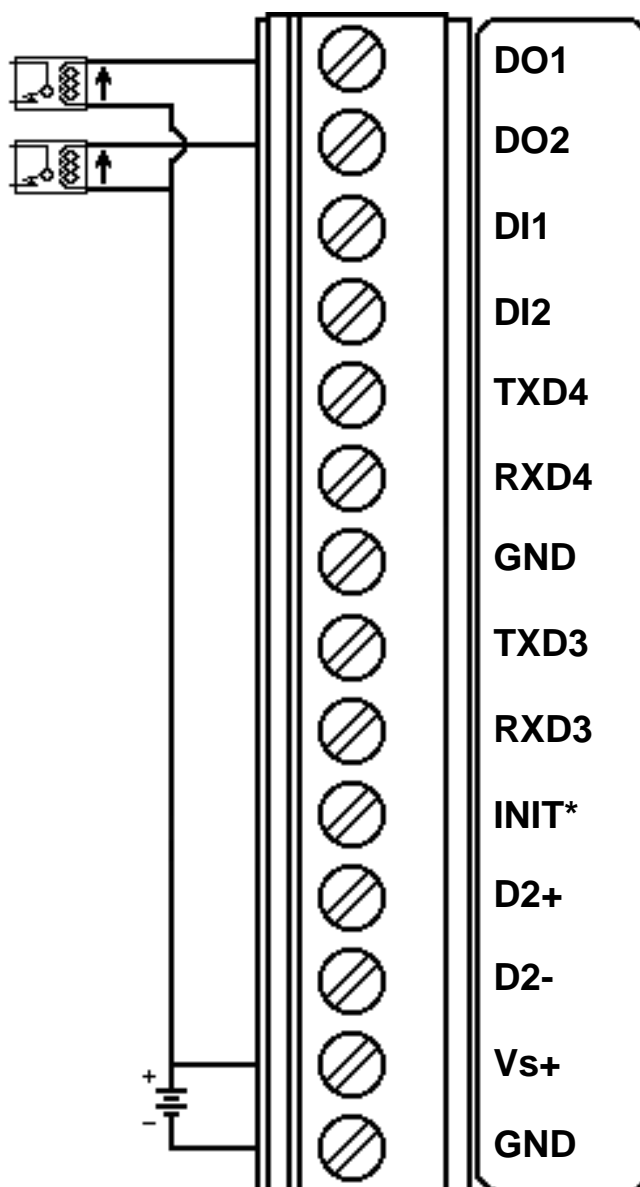 DO1
DO2
DI1
DI2
TXD4
RXD4
GND
TXD3
RXD3
INIT*
D2+
D2-
Vs+
+
−
GND